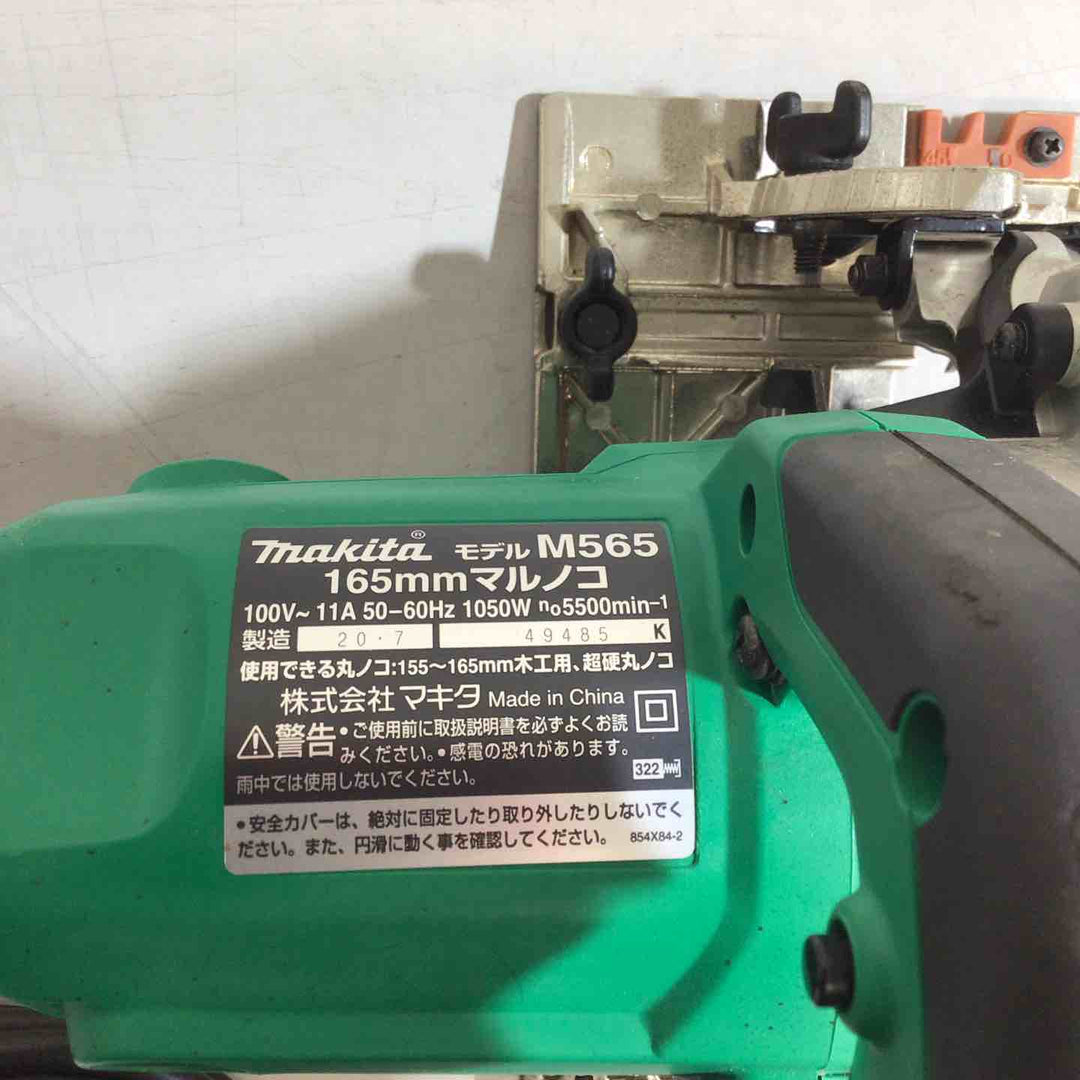 makita® モデル M565
165mmマルノコ
100V~ 11A 50-60Hz 1050W n₀5500min⁻¹
製造 20.7 49485 K
使用できる丸ノコ:155~165mm木工用、超硬丸ノコ
株式会社 マキタ Made in China
⚠警告 •ご使用前に取扱説明書を必ずよくお読
みください。•感電の恐れがあります。
雨中では使用しないでください。
322
•安全カバーは、絶対に固定したり取り外したりしないでく
ださい。また、円滑に動く事を確認してください。
854X84-2
45